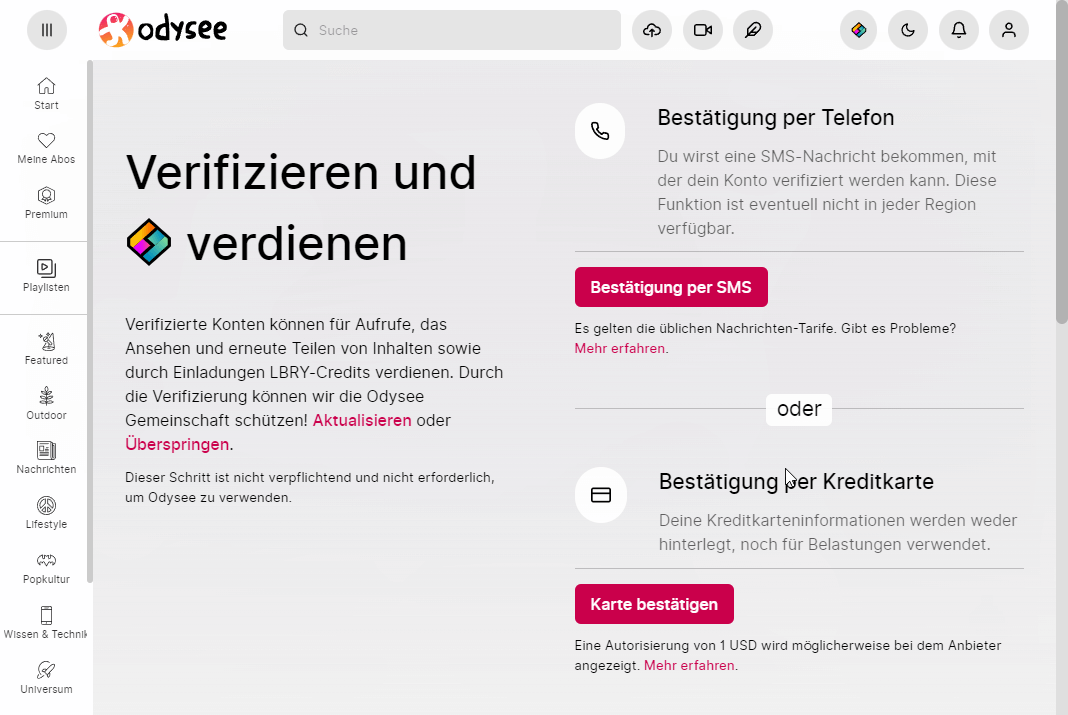 odysee
Suche
Start
Meine Abos
Premium
Playlisten
Featured
Outdoor
Nachrichten
Lifestyle
Popkultur
Wissen & Technik
Universum
Verifizieren und
verdienen
Verifizierte Konten können für Aufrufe, das
Ansehen und erneute Teilen von Inhalten sowie
durch Einladungen LBRY-Credits verdienen. Durch
die Verifizierung können wir die Odysee
Gemeinschaft schützen! Aktualisieren oder
Überspringen.
Dieser Schritt ist nicht verpflichtend und nicht erforderlich,
um Odysee zu verwenden.
Bestätigung per Telefon
Du wirst eine SMS-Nachricht bekommen, mit
der dein Konto verifiziert werden kann. Diese
Funktion ist eventuell nicht in jeder Region
verfügbar.
Bestätigung per SMS
Es gelten die üblichen Nachrichten-Tarife. Gibt es Probleme?
Mehr erfahren.
oder
Bestätigung per Kreditkarte
Deine Kreditkarteninformationen werden weder
hinterlegt, noch für Belastungen verwendet.
Karte bestätigen
Eine Autorisierung von 1 USD wird möglicherweise bei dem Anbieter
angezeigt. Mehr erfahren.